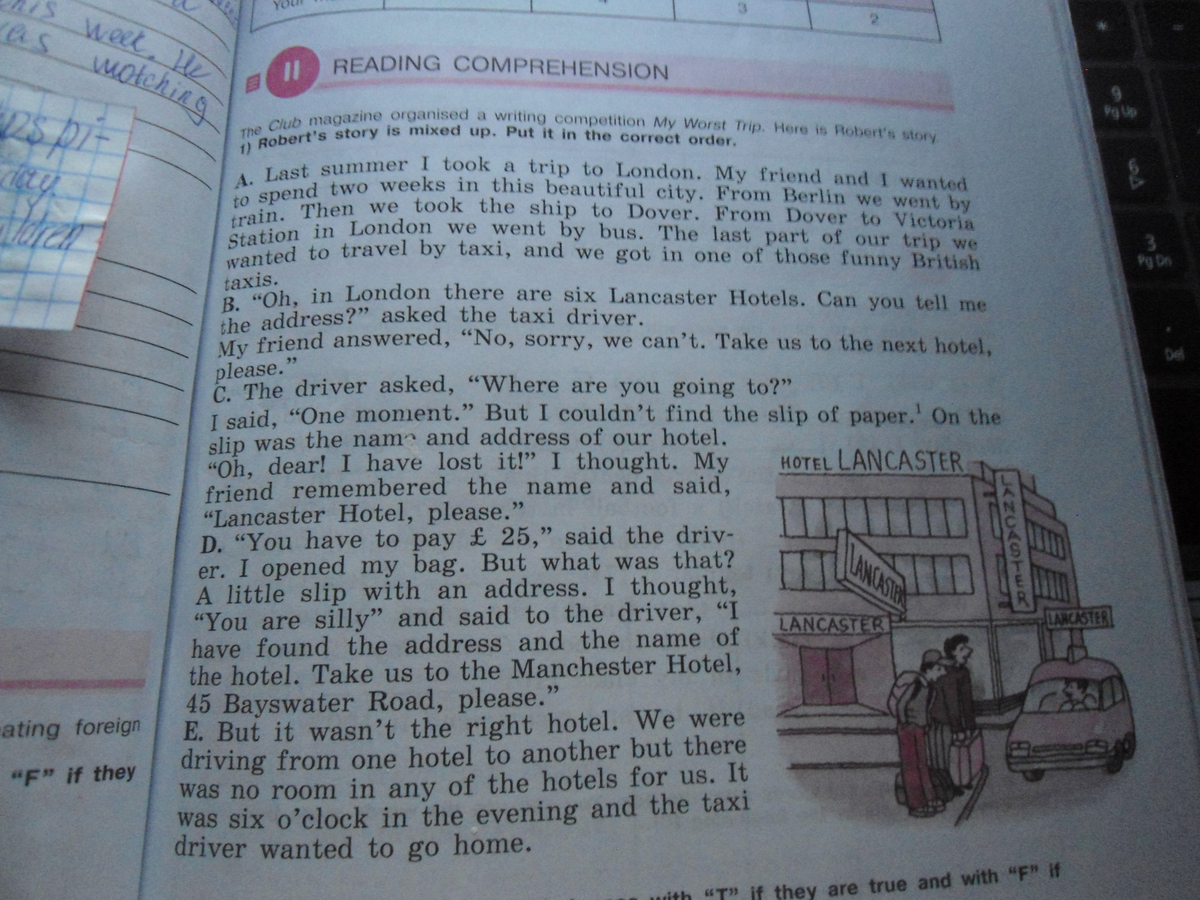 this week. He
as watching
ps pi-
day
ldren
ating foreign
"F" if they
3
2
II READING COMPREHENSION
The Club magazine organised a writing competition My Worst Trip. Here is Robert's story.
1) Robert's story is mixed up. Put it in the correct order.
A. Last summer I took a trip to London. My friend and I wanted
to spend two weeks in this beautiful city. From Berlin we went by
train. Then we took the ship to Dover. From Dover to Victoria
Station in London we went by bus. The last part of our trip we
wanted to travel by taxi, and we got in one of those funny British
taxis.
B. "Oh, in London there are six Lancaster Hotels. Can you tell me
the address?" asked the taxi driver.
My friend answered, "No, sorry, we can't. Take us to the next hotel,
please."
C. The driver asked, "Where are you going to?"
I said, "One moment." But I couldn't find the slip of paper.¹ On the
slip was the name and address of our hotel.
"Oh, dear! I have lost it!" I thought. My
friend remembered the name and said,
"Lancaster Hotel, please."
D. "You have to pay £ 25," said the driv-
er. I opened my bag. But what was that?
A little slip with an address. I thought,
"You are silly" and said to the driver, "I
have found the address and the name of
the hotel. Take us to the Manchester Hotel,
45 Bayswater Road, please."
E. But it wasn't the right hotel. We were
driving from one hotel to another but there
was no room in any of the hotels for us. It
was six o'clock in the evening and the taxi
driver wanted to go home.
HOTEL LANCASTER
LANCASTER
LANCASTER
LANCASTER
LANCASTER
with "T" if they are true and with "F" if
*
=
9
Pg Up
6
3
Pg Dn
.
Del